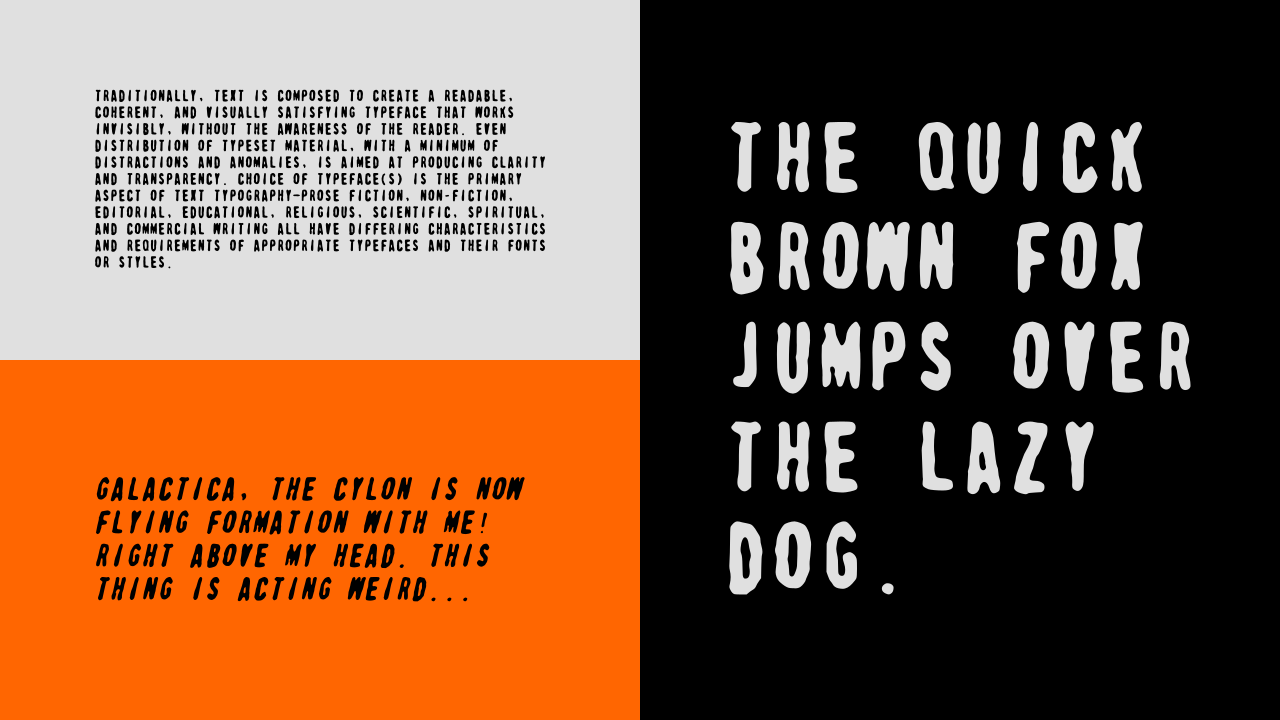 TRADITIONALLY, TEXT IS COMPOSED TO CREATE A READABLE,
COHERENT, AND VISUALLY SATISFYING TYPEFACE THAT WORKS
INVISIBLY, WITHOUT THE AWARENESS OF THE READER. EVEN
DISTRIBUTION OF TYPESET MATERIAL, WITH A MINIMUM OF
DISTRACTIONS AND ANOMALIES, IS AIMED AT PRODUCING CLARITY
AND TRANSPARENCY. CHOICE OF TYPEFACE(S) IS THE PRIMARY
ASPECT OF TEXT TYPOGRAPHY—PROSE FICTION, NON-FICTION,
EDITORIAL, EDUCATIONAL, RELIGIOUS, SCIENTIFIC, SPIRITUAL,
AND COMMERCIAL WRITING ALL HAVE DIFFERING CHARACTERISTICS
AND REQUIREMENTS OF APPROPRIATE TYPEFACES AND THEIR FONTS
OR STYLES.
GALACTICA, THE CYLON IS NOW
FLYING FORMATION WITH ME!
RIGHT ABOVE MY HEAD. THIS
THING IS ACTING WEIRD...
THE QUICK
BROWN FOX
JUMPS OVER
THE LAZY
DOG.